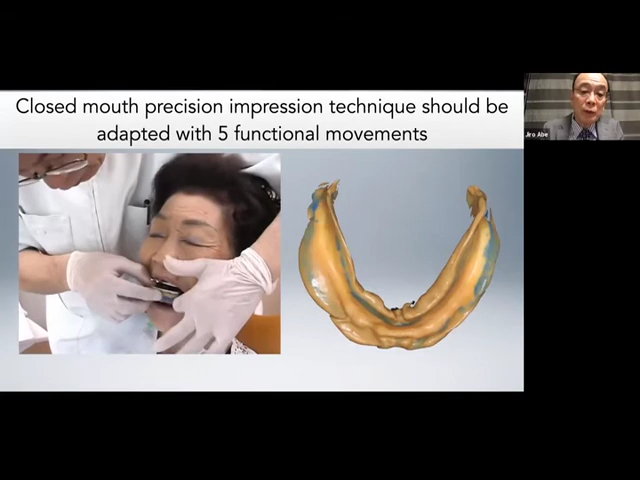 Closed mouth precision impression technique should be
adapted with 5 functional movements
Jiro Abe